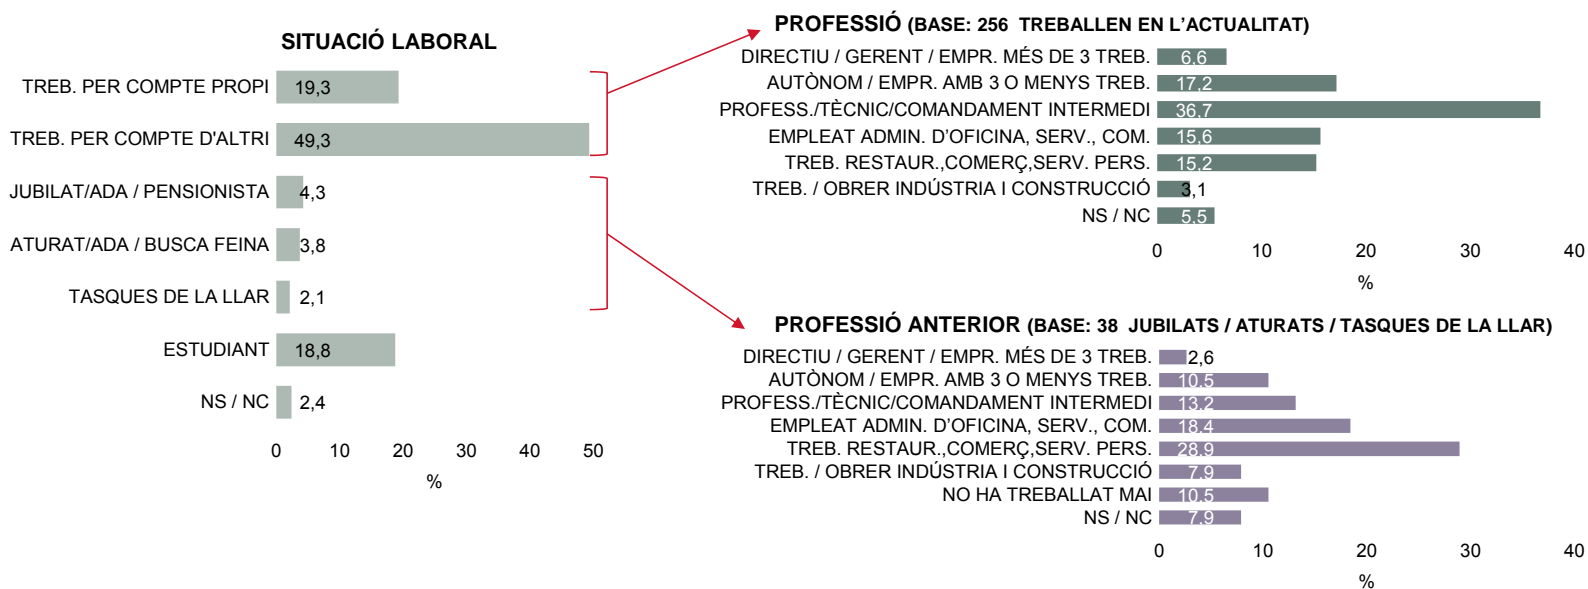 SITUACIÓ LABORAL
TREB. PER COMPTE PROPI 19,3
TREB. PER COMPTE D'ALTRI 49,3
JUBILAT/ADA / PENSIONISTA 4,3
ATURAT/ADA / BUSCA FEINA 3,8
TASQUES DE LA LLAR 2,1
ESTUDIANT 18,8
NS / NC 2,4
0 10 20 30 40 50
%
PROFESSIÓ (BASE: 256 TREBALLEN EN L’ACTUALITAT)
DIRECTIU / GERENT / EMPR. MÉS DE 3 TREB. 6,6
AUTÒNOM / EMPR. AMB 3 O MENYS TREB. 17,2
PROFESS./TÈCNIC/COMANDAMENT INTERMEDI 36,7
EMPLEAT ADMIN. D’OFICINA, SERV., COM. 15,6
TREB. RESTAUR.,COMERÇ,SERV. PERS. 15,2
TREB. / OBRER INDÚSTRIA I CONSTRUCCIÓ 3,1
NS / NC 5,5
0 10 20 30 40
%
PROFESSIÓ ANTERIOR (BASE: 38 JUBILATS / ATURATS / TASQUES DE LA LLAR)
DIRECTIU / GERENT / EMPR. MÉS DE 3 TREB. 2,6
AUTÒNOM / EMPR. AMB 3 O MENYS TREB. 10,5
PROFESS./TÈCNIC/COMANDAMENT INTERMEDI 13,2
EMPLEAT ADMIN. D’OFICINA, SERV., COM. 18,4
TREB. RESTAUR.,COMERÇ,SERV. PERS. 28,9
TREB. / OBRER INDÚSTRIA I CONSTRUCCIÓ 7,9
NO HA TREBALLAT MAI 10,5
NS / NC 7,9
0 10 20 30 40
%